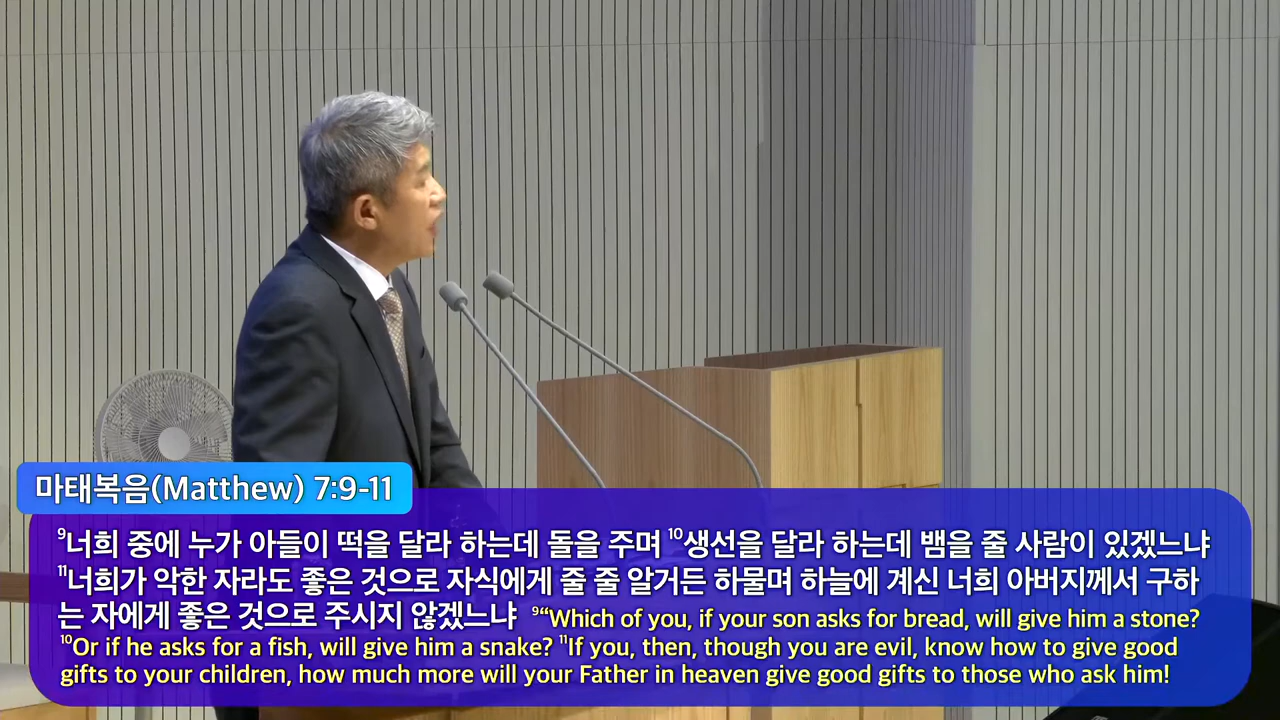 마태복음(Matthew) 7:9-11
⁹너희 중에 누가 아들이 떡을 달라 하는데 돌을 주며 ¹⁰생선을 달라 하는데 뱀을 줄 사람이 있겠느냐
¹¹너희가 악한 자라도 좋은 것으로 자식에게 줄 줄 알거든 하물며 하늘에 계신 너희 아버지께서 구하
는 자에게 좋은 것으로 주시지 않겠느냐 ⁹“Which of you, if your son asks for bread, will give him a stone?
¹⁰Or if he asks for a fish, will give him a snake? ¹¹If you, then, though you are evil, know how to give good
gifts to your children, how much more will your Father in heaven give good gifts to those who ask him!